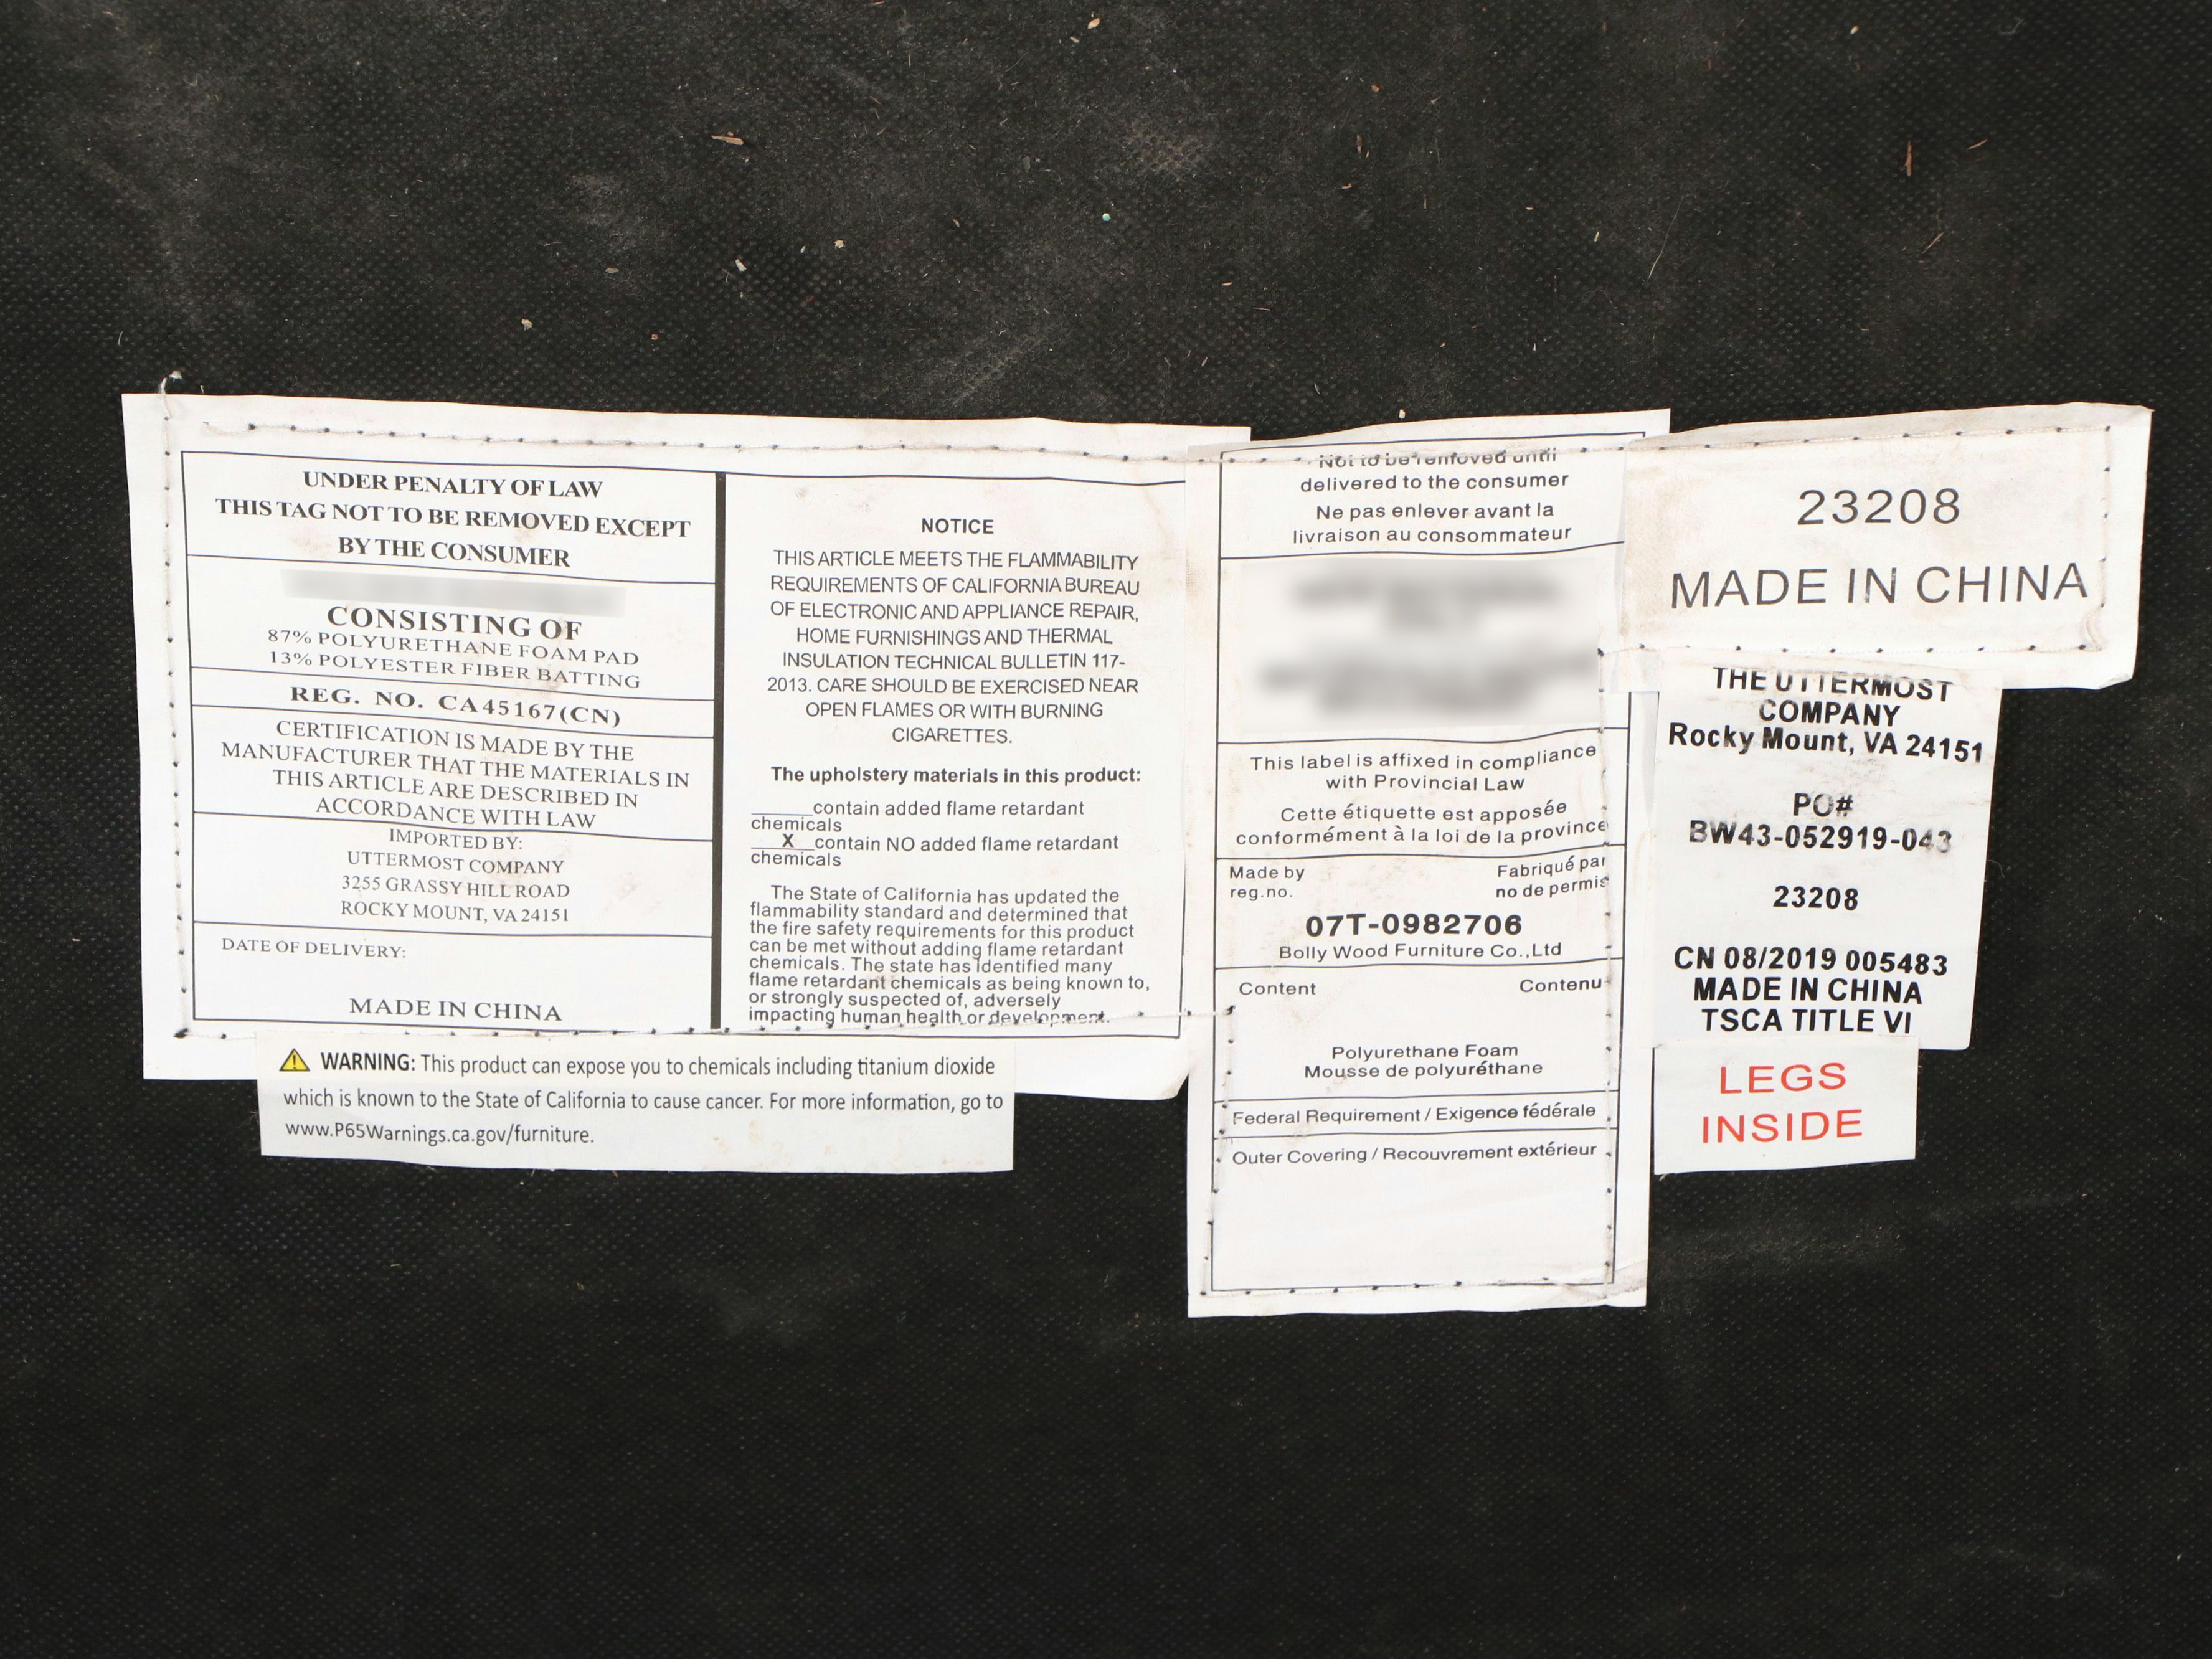 UNDER PENALTY OF LAW
THIS TAG NOT TO BE REMOVED EXCEPT
BY THE CONSUMER
CONSISTING OF
87% POLYURETHANE FOAM PAD
13% POLYESTER FIBER BATTING
REG. NO. CA45167(CN)
CERTIFICATION IS MADE BY THE
MANUFACTURER THAT THE MATERIALS IN
THIS ARTICLE ARE DESCRIBED IN
ACCORDANCE WITH LAW
IMPORTED BY:
UTTERMOST COMPANY
3255 GRASSY HILL ROAD
ROCKY MOUNT, VA 24151
DATE OF DELIVERY:
MADE IN CHINA
NOTICE
THIS ARTICLE MEETS THE FLAMMABILITY
REQUIREMENTS OF CALIFORNIA BUREAU
OF ELECTRONIC AND APPLIANCE REPAIR,
HOME FURNISHINGS AND THERMAL
INSULATION TECHNICAL BULLETIN 117-
2013. CARE SHOULD BE EXERCISED NEAR
OPEN FLAMES OR WITH BURNING
CIGARETTES.
The upholstery materials in this product:
______contain added flame retardant
chemicals
___X__contain NO added flame retardant
chemicals
The State of California has updated the
flammability standard and determined that
the fire safety requirements for this product
can be met without adding flame retardant
chemicals. The state has identified many
flame retardant chemicals as being known to,
or strongly suspected of, adversely
impacting human health or development.
WARNING: This product can expose you to chemicals including titanium dioxide
which is known to the State of California to cause cancer. For more information, go to
www.P65Warnings.ca.gov/furniture.
Not to be removed until
delivered to the consumer
Ne pas enlever avant la
livraison au consommateur
This label is affixed in compliance
with Provincial Law
Cette étiquette est apposée
conformément à la loi de la province
Made by Fabriqué par
reg.no. no de permis
07T-0982706
Bolly Wood Furniture Co.,Ltd
Content Contenu
Polyurethane Foam
Mousse de polyuréthane
Federal Requirement / Exigence fédérale
Outer Covering / Recouvrement extérieur
23208
MADE IN CHINA
THE UTTERMOST
COMPANY
Rocky Mount, VA 24151
PO#
BW43-052919-043
23208
CN 08/2019 005483
MADE IN CHINA
TSCA TITLE VI
LEGS
INSIDE